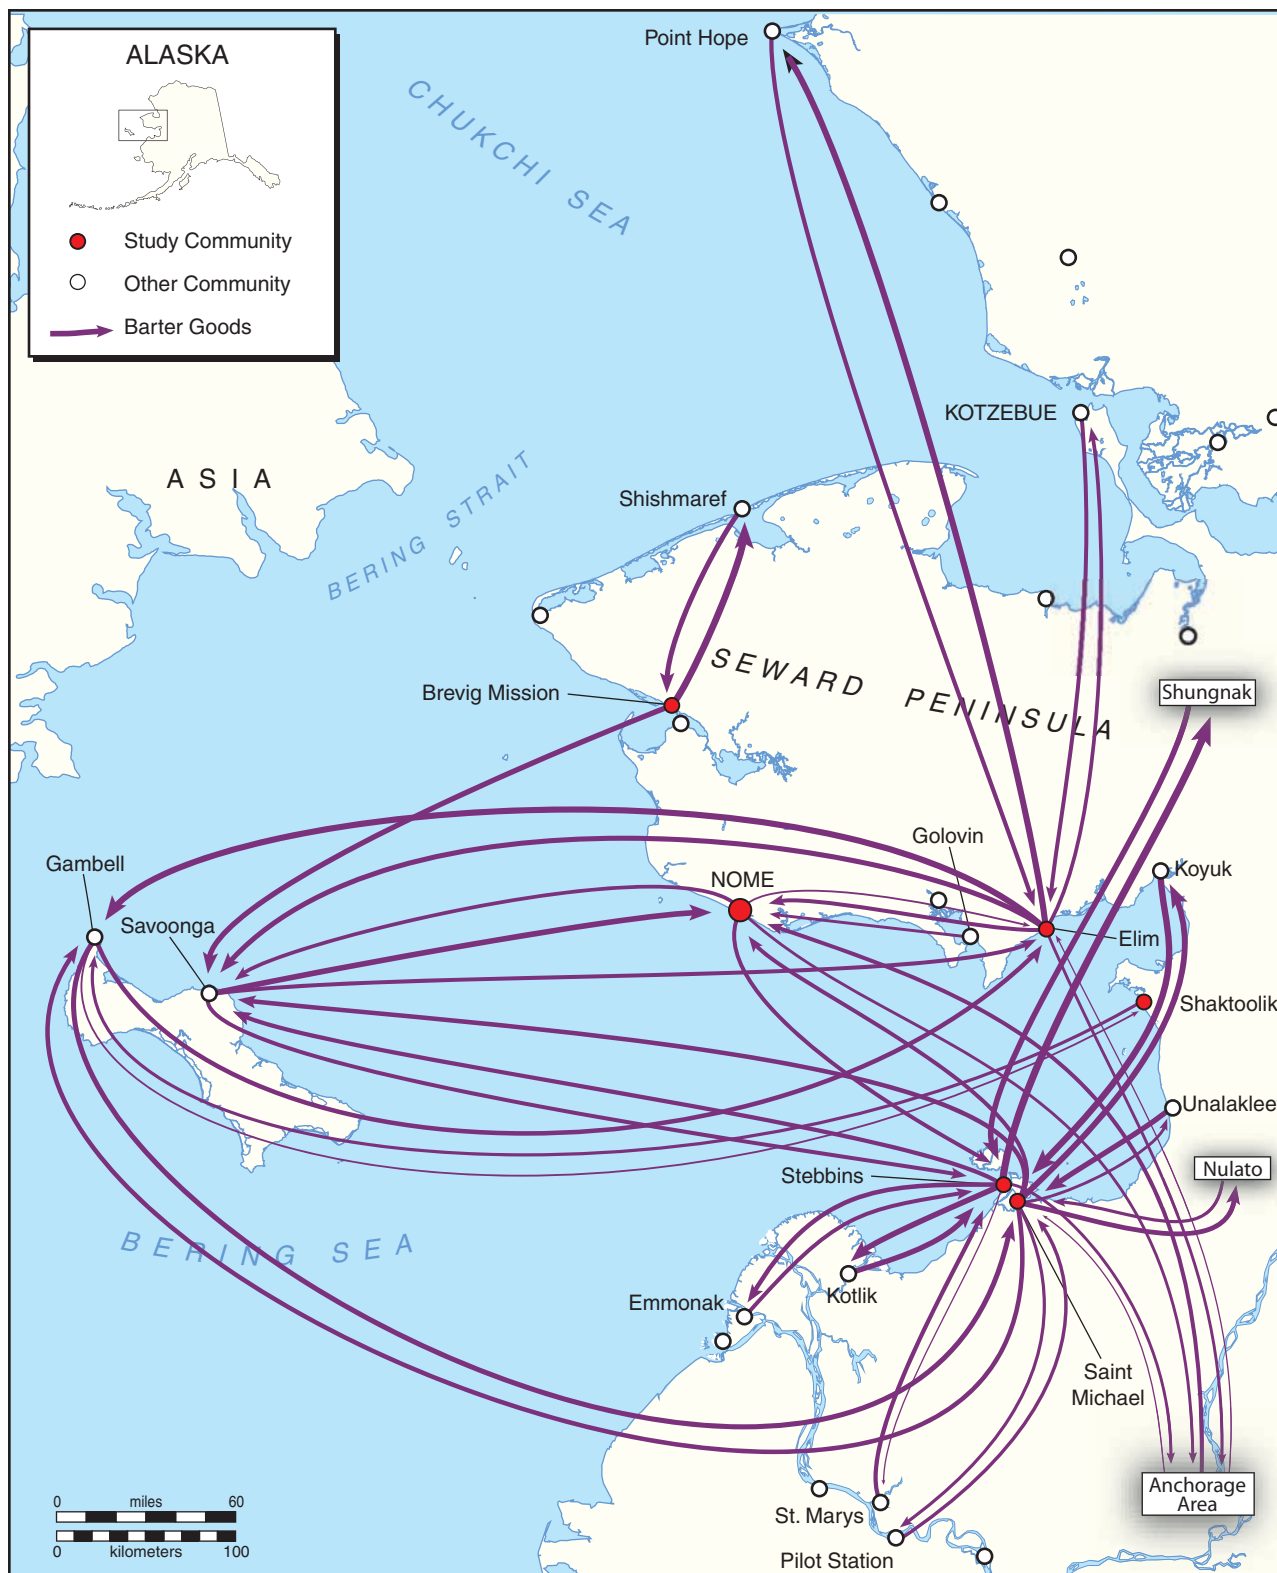 ALASKA
Study Community
Other Community
Barter Goods
Point Hope
CHUKCHI SEA
KOTZEBUE
ASIA
BERING STRAIT
Shishmaref
SEWARD PENINSULA
Brevig Mission
Shungnak
Golovin
Koyuk
Gambell
NOME
Savoonga
Elim
Shaktoolik
Unalakleet
Nulato
Stebbins
BERING SEA
Kotlik
Emmonak
Saint
Michael
Anchorage
Area
St. Marys
Pilot Station
0 miles 60
0 kilometers 100